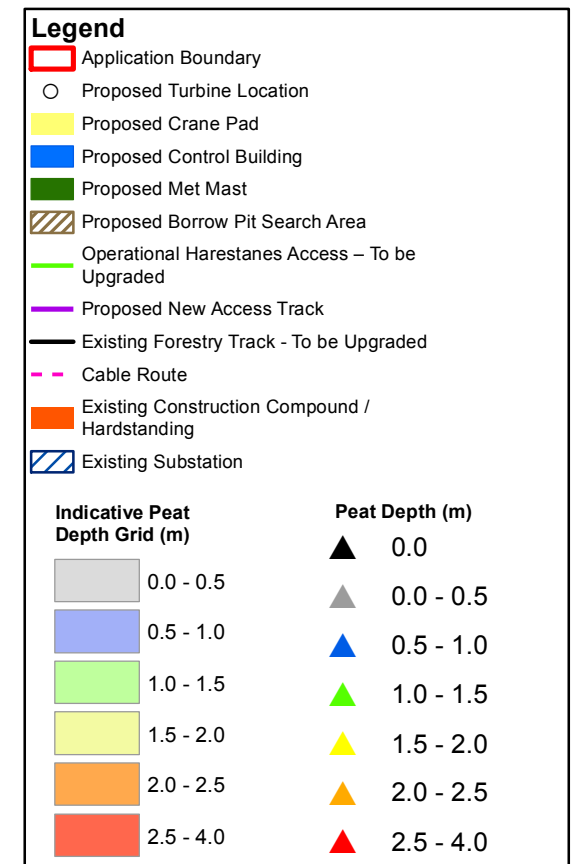 Legend
Application Boundary
Proposed Turbine Location
Proposed Crane Pad
Proposed Control Building
Proposed Met Mast
Proposed Borrow Pit Search Area
Operational Harestanes Access – To be
Upgraded
Proposed New Access Track
Existing Forestry Track - To be Upgraded
Cable Route
Existing Construction Compound /
Hardstanding
Existing Substation
Indicative Peat
Depth Grid (m)
0.0 - 0.5
0.5 - 1.0
1.0 - 1.5
1.5 - 2.0
2.0 - 2.5
2.5 - 4.0
Peat Depth (m)
0.0
0.0 - 0.5
0.5 - 1.0
1.0 - 1.5
1.5 - 2.0
2.0 - 2.5
2.5 - 4.0